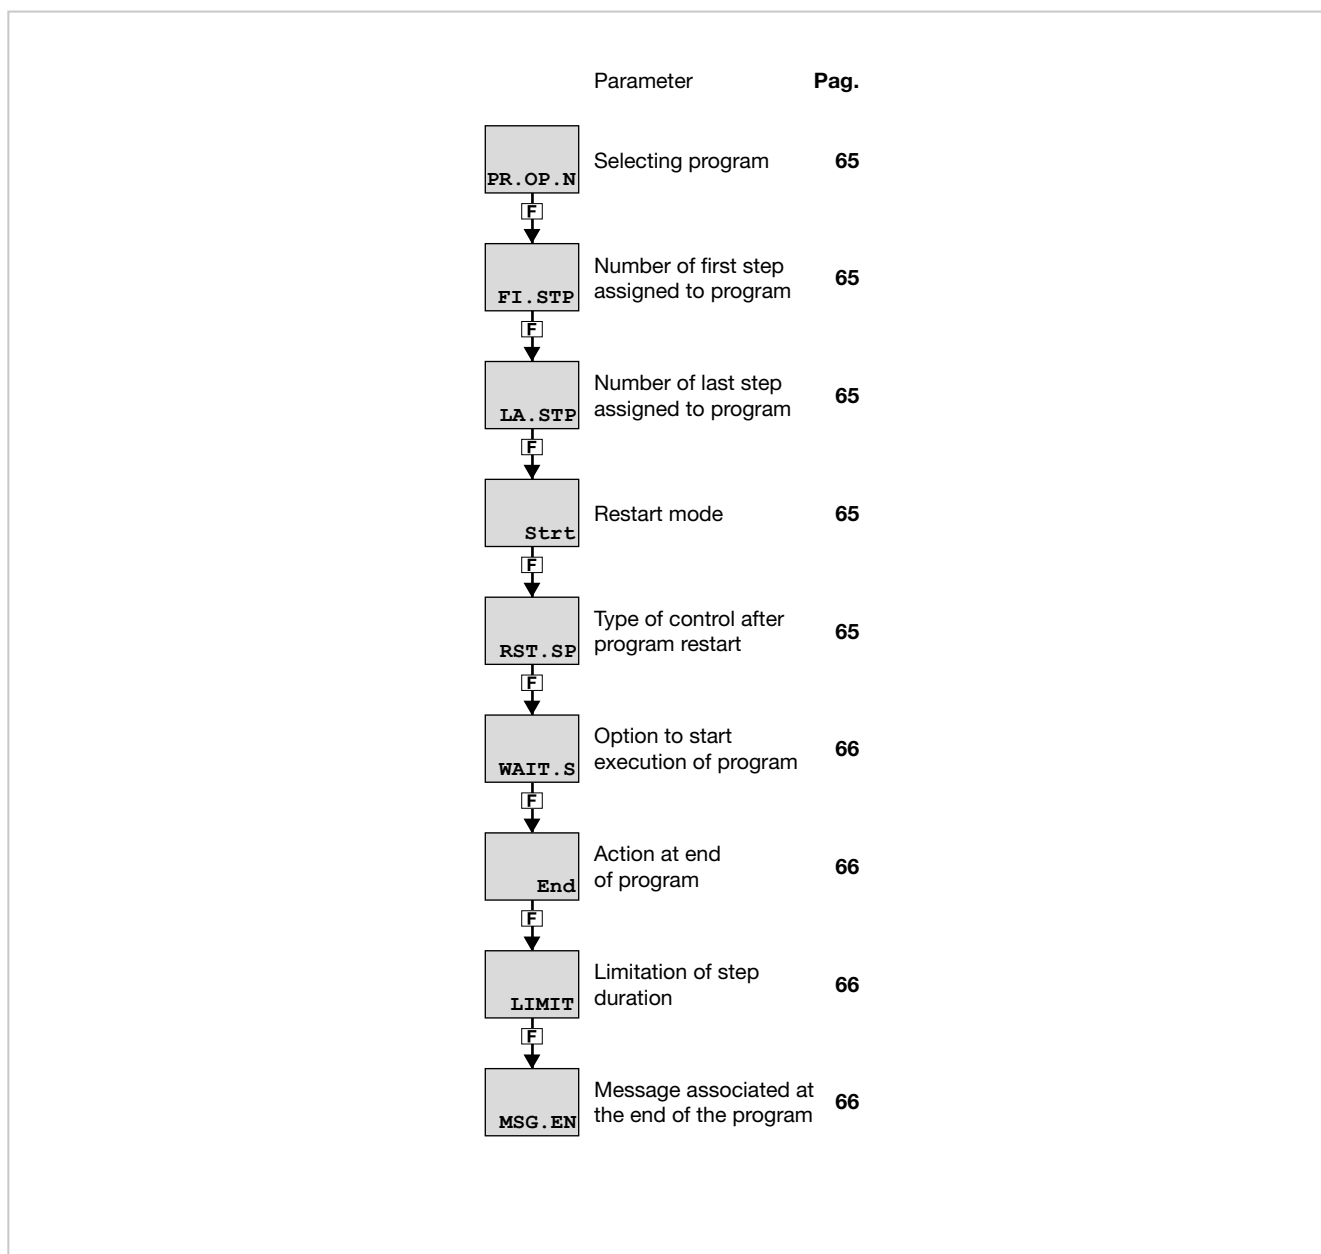 Parameter Pag.
PR.OP.N Selecting program 65
F
Number of first step
FI.STP assigned to program 65
F
Number of last step
LA.STP assigned to program 65
F
Strt Restart mode 65
F
Type of control after
RST.SP program restart 65
F
Option to start
WAIT.S execution of program 66
F
Action at end
End of program 66
F
Limitation of step
LIMIT duration 66
F
Message associated at
MSG.EN the end of the program 66